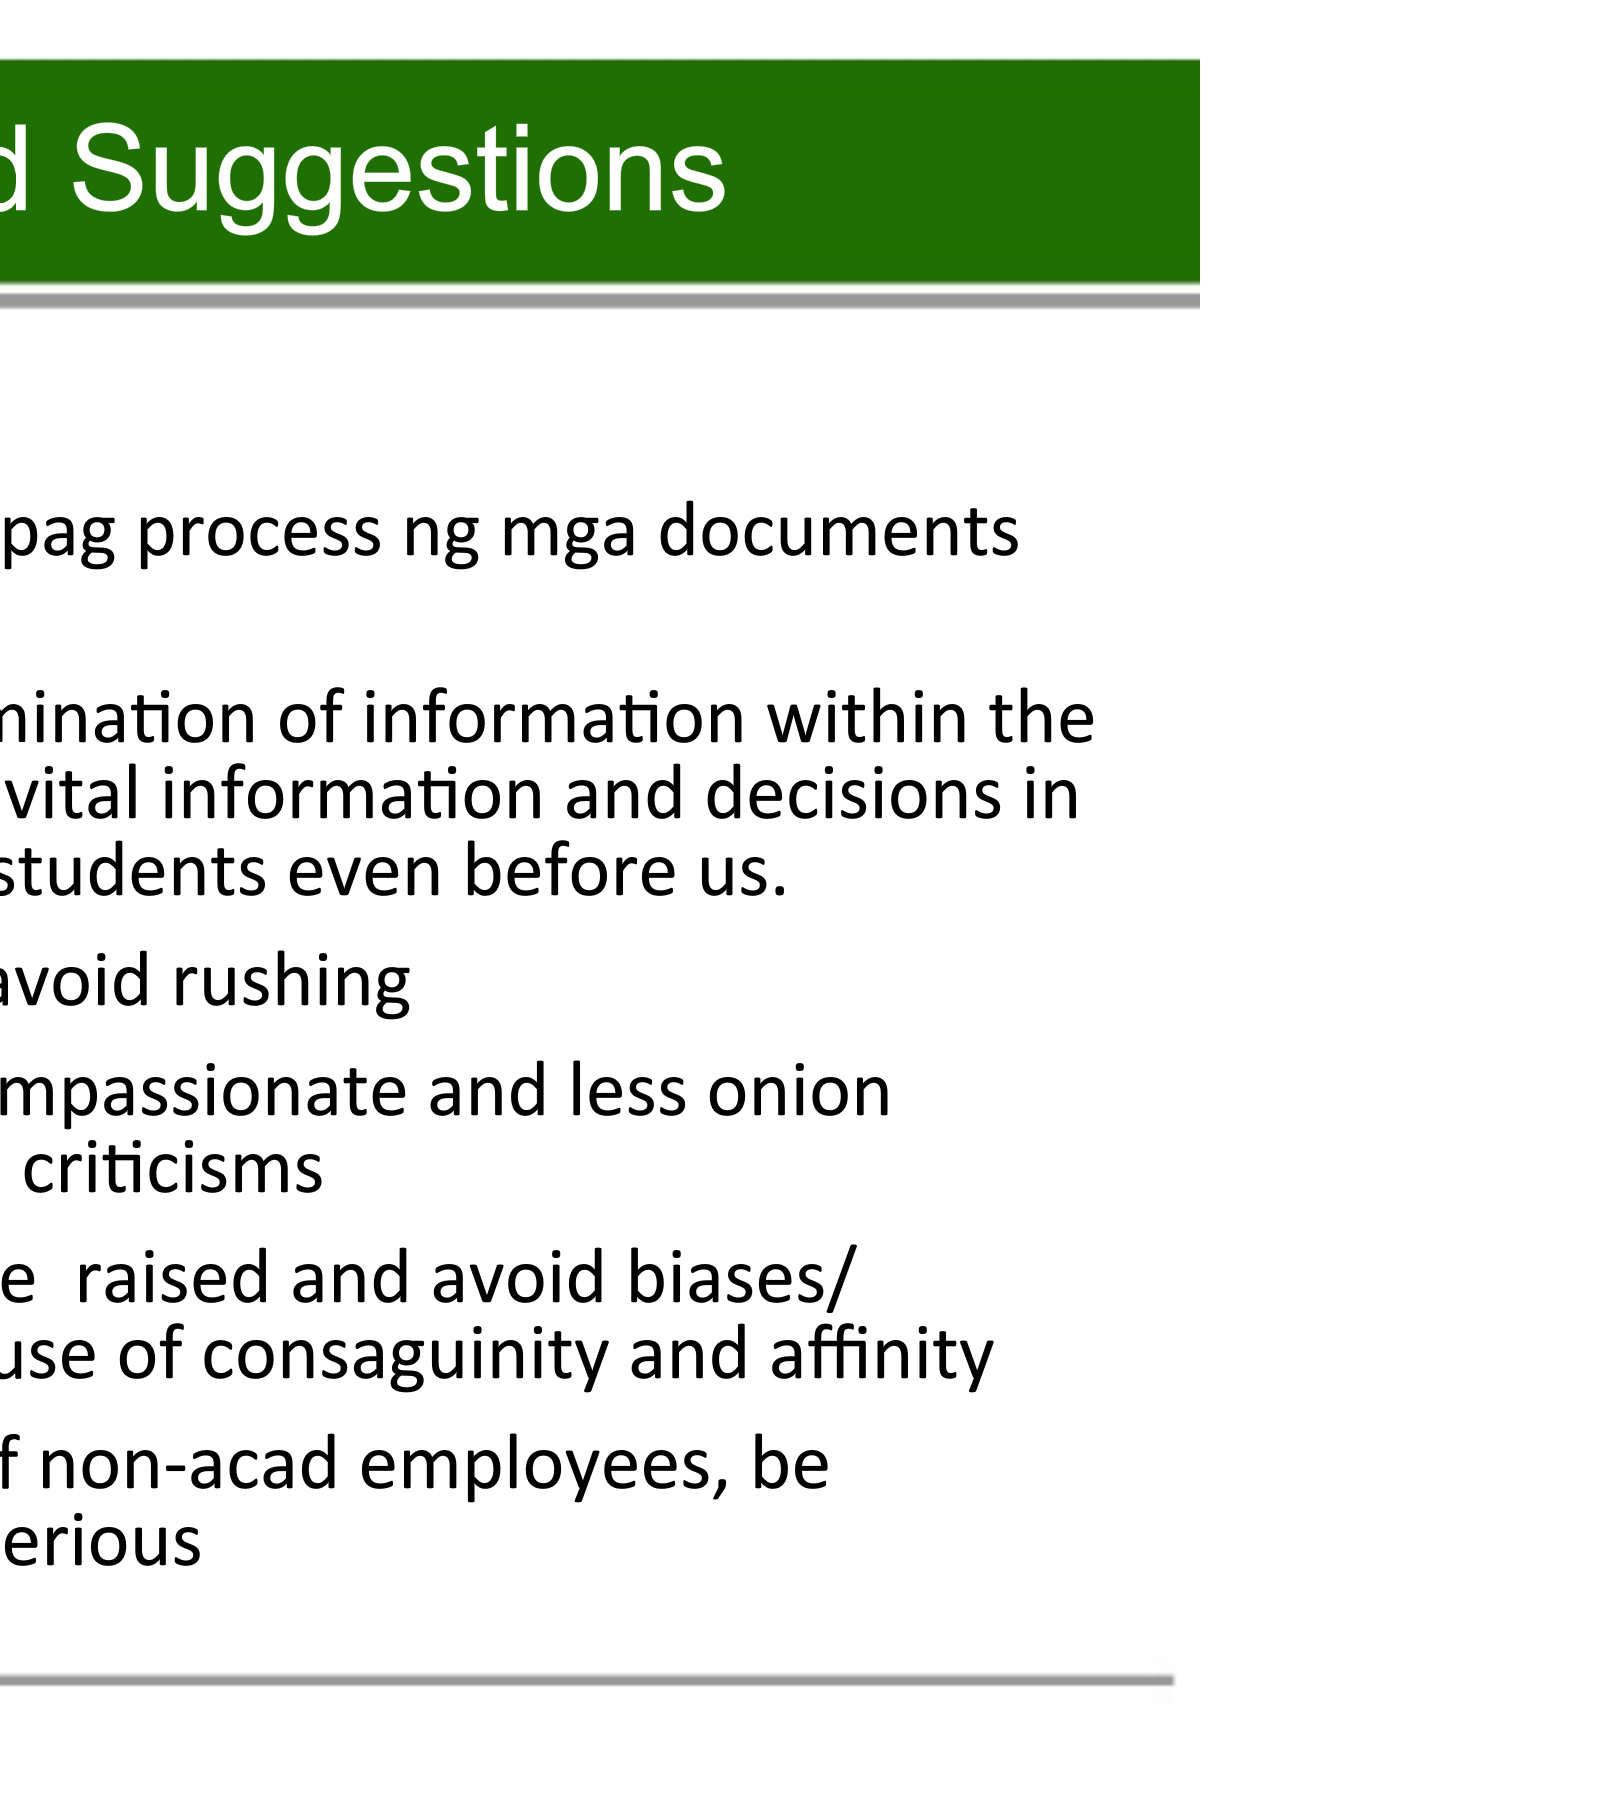 d Suggestions
pag process ng mga documents
mination of information within the
vital information and decisions in
students even before us.
avoid rushing
mpassionate and less onion
criticisms
e raised and avoid biases/
use of consaguinity and affinity
f non-acad employees, be
erious